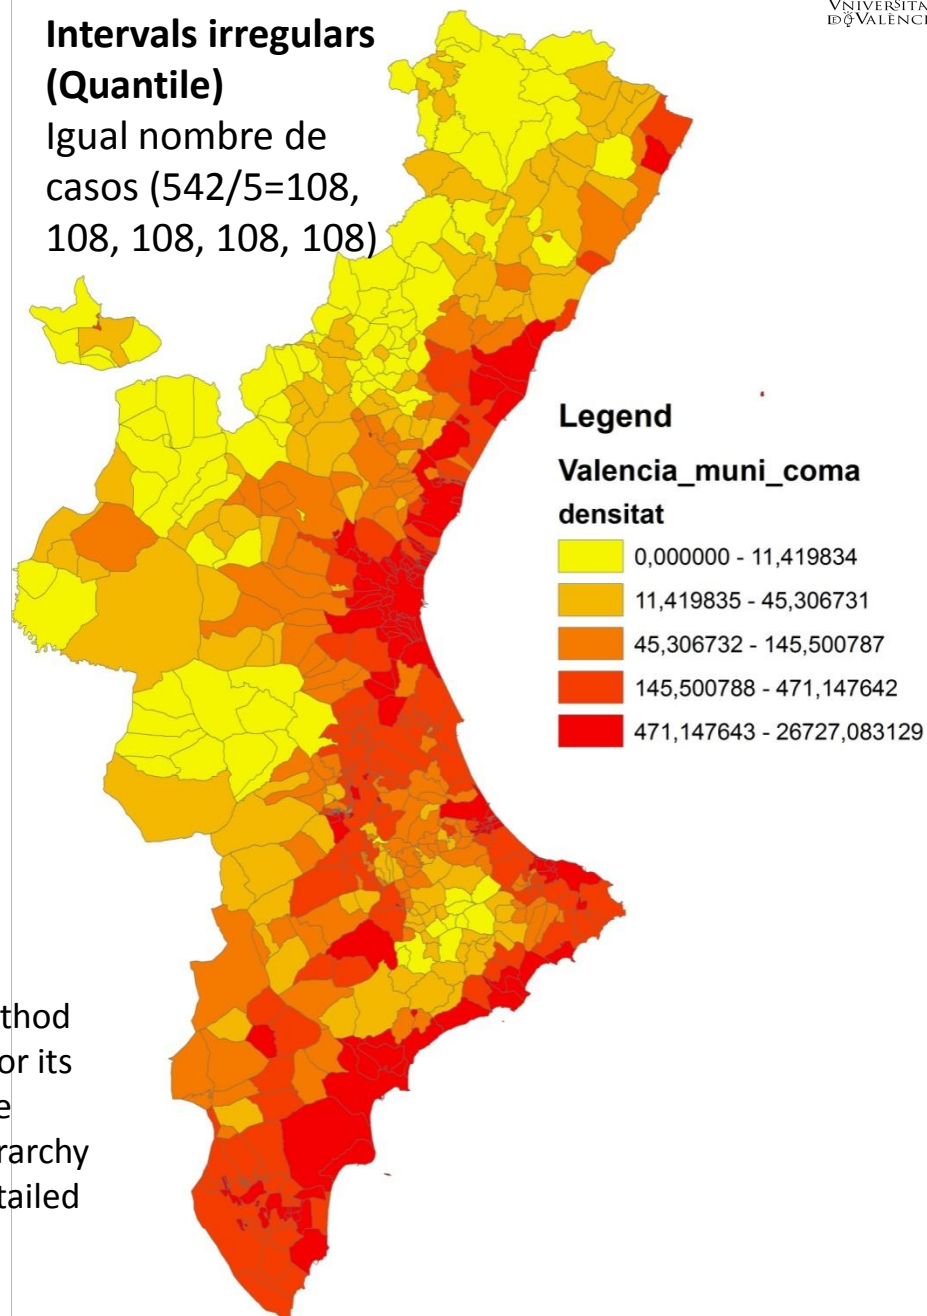 VNIVERSITA
D VALÈNCI
Intervals irregulars
(Quantile)
Igual nombre de
casos (542/5=108,
108, 108, 108, 108)
Legend
Valencia_muni_coma
densitat
0,000000 - 11,419834
11,419835 - 45,306731
45,306732 - 145,500787
145,500788 - 471,147642
471,147643 - 26727,083129
thod
or its
e
rarchy
tailed